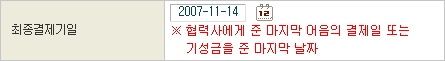 최종결제기일
2007-11-14 12
※ 협력사에게 준 마지막 어음의 결제일 또는
기성금을 준 마지막 날짜